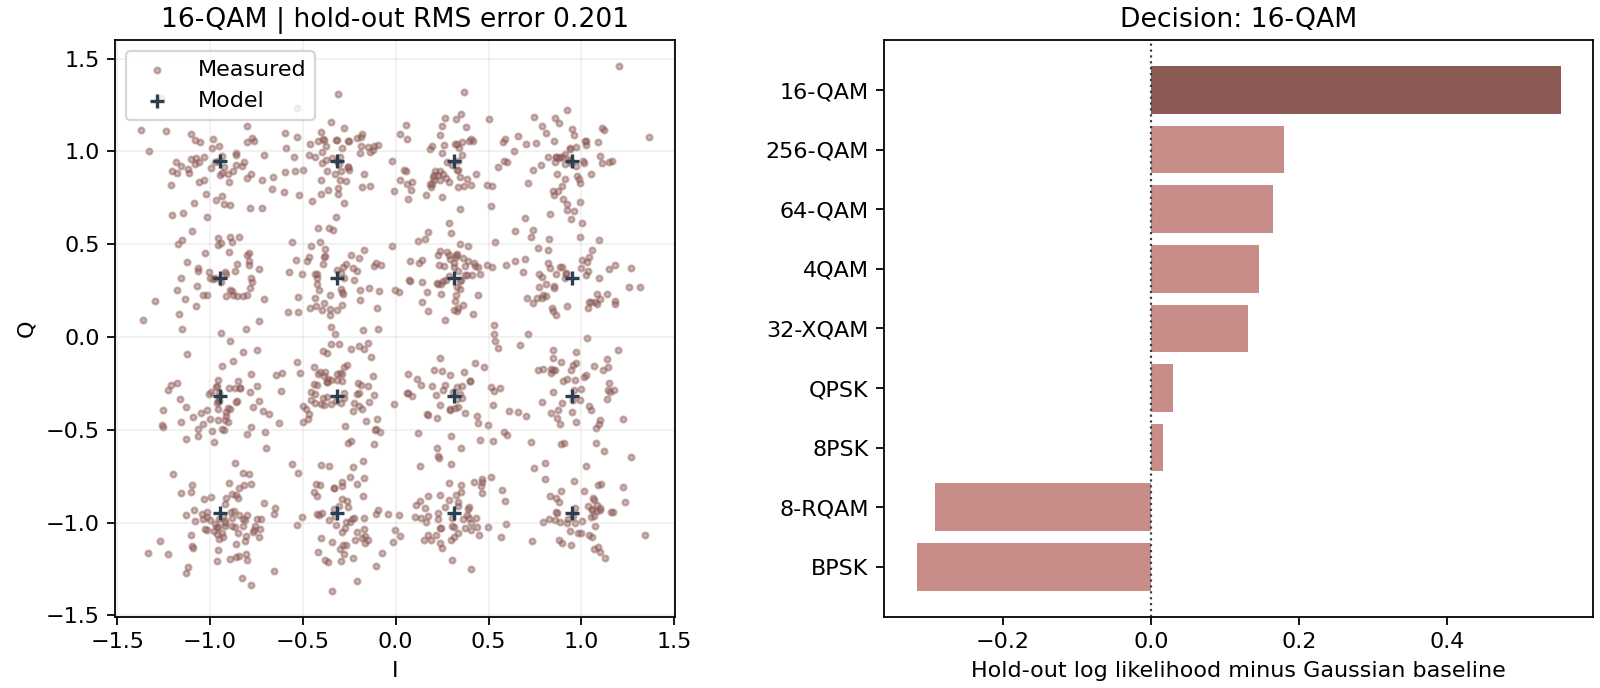 16-QAM | hold-out RMS error 0.201
Measured
Model
1.5
1.0
0.5
0.0
−0.5
−1.0
−1.5
Q
−1.5
−1.0
−0.5
0.0
0.5
1.0
1.5
I
Decision: 16-QAM
16-QAM
256-QAM
64-QAM
4QAM
32-XQAM
QPSK
8PSK
8-RQAM
BPSK
−0.2
0.0
0.2
0.4
Hold-out log likelihood minus Gaussian baseline